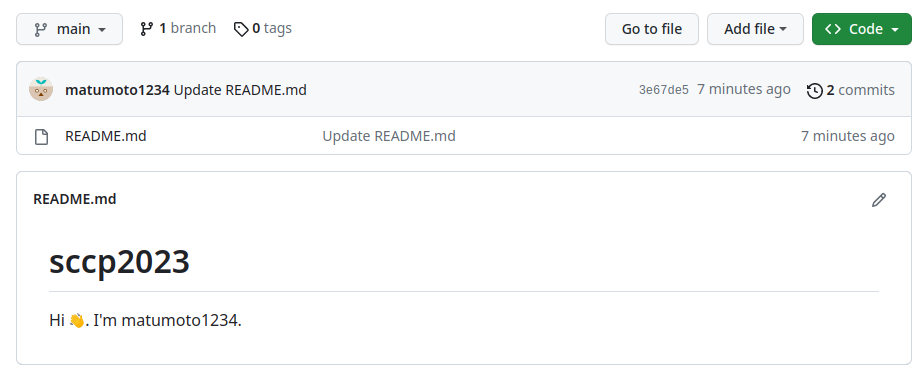 main 1 branch 0 tags Go to file Add file Code
matumoto1234 Update README.md 3e67de5 7 minutes ago 2 commits
README.md Update README.md 7 minutes ago
README.md
sccp2023
Hi 👋. I'm matumoto1234.